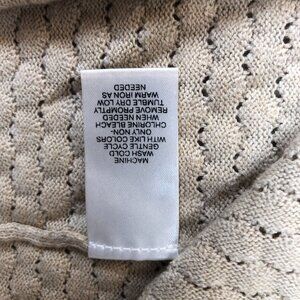 MACHINE
WASH COLD
GENTLE CYCLE
WITH LIKE COLORS
ONLY NON-
CHLORINE BLEACH
WHEN NEEDED
REMOVE PROMPTLY
TUMBLE DRY LOW
WARM IRON AS
NEEDED